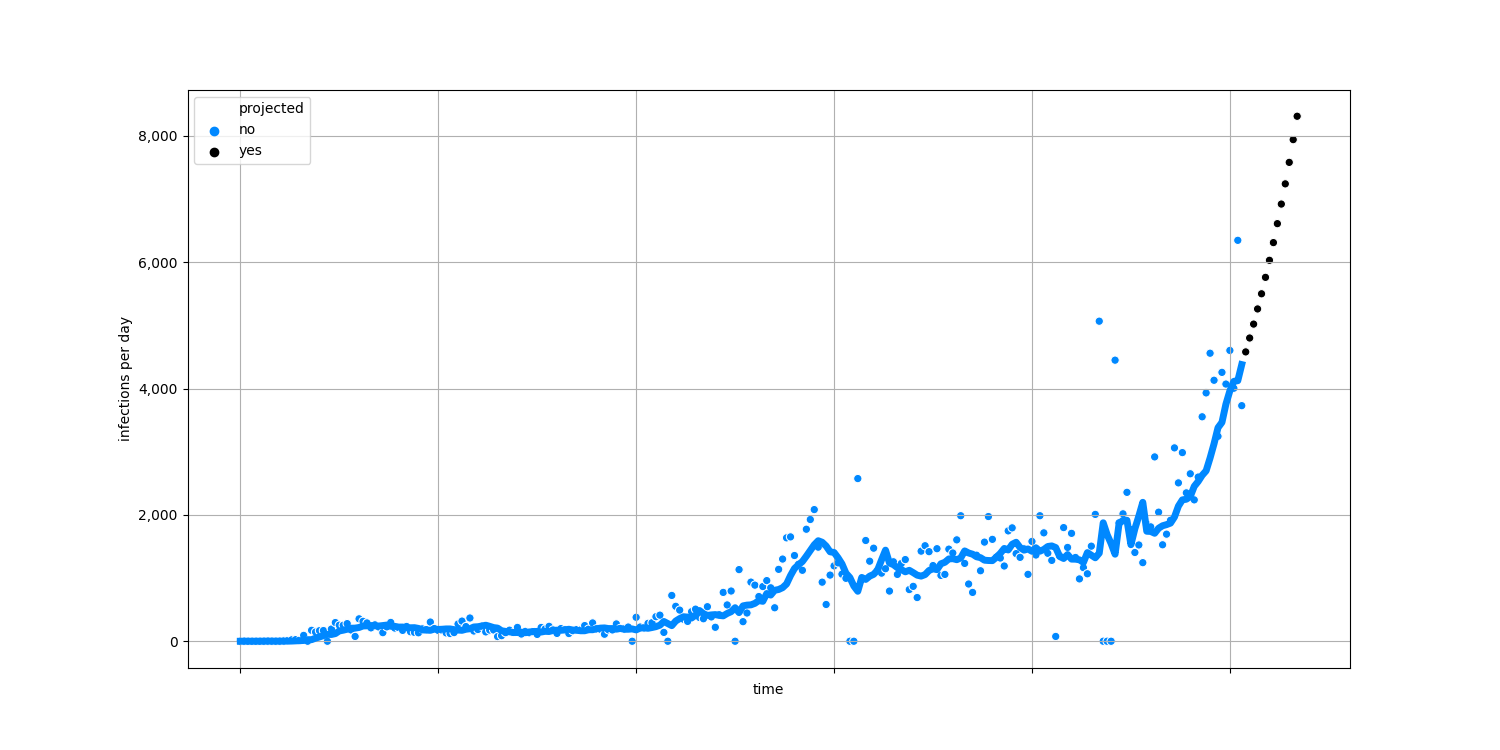 projected
no
yes
8,000
6,000
4,000
2,000
0
infections per day
time